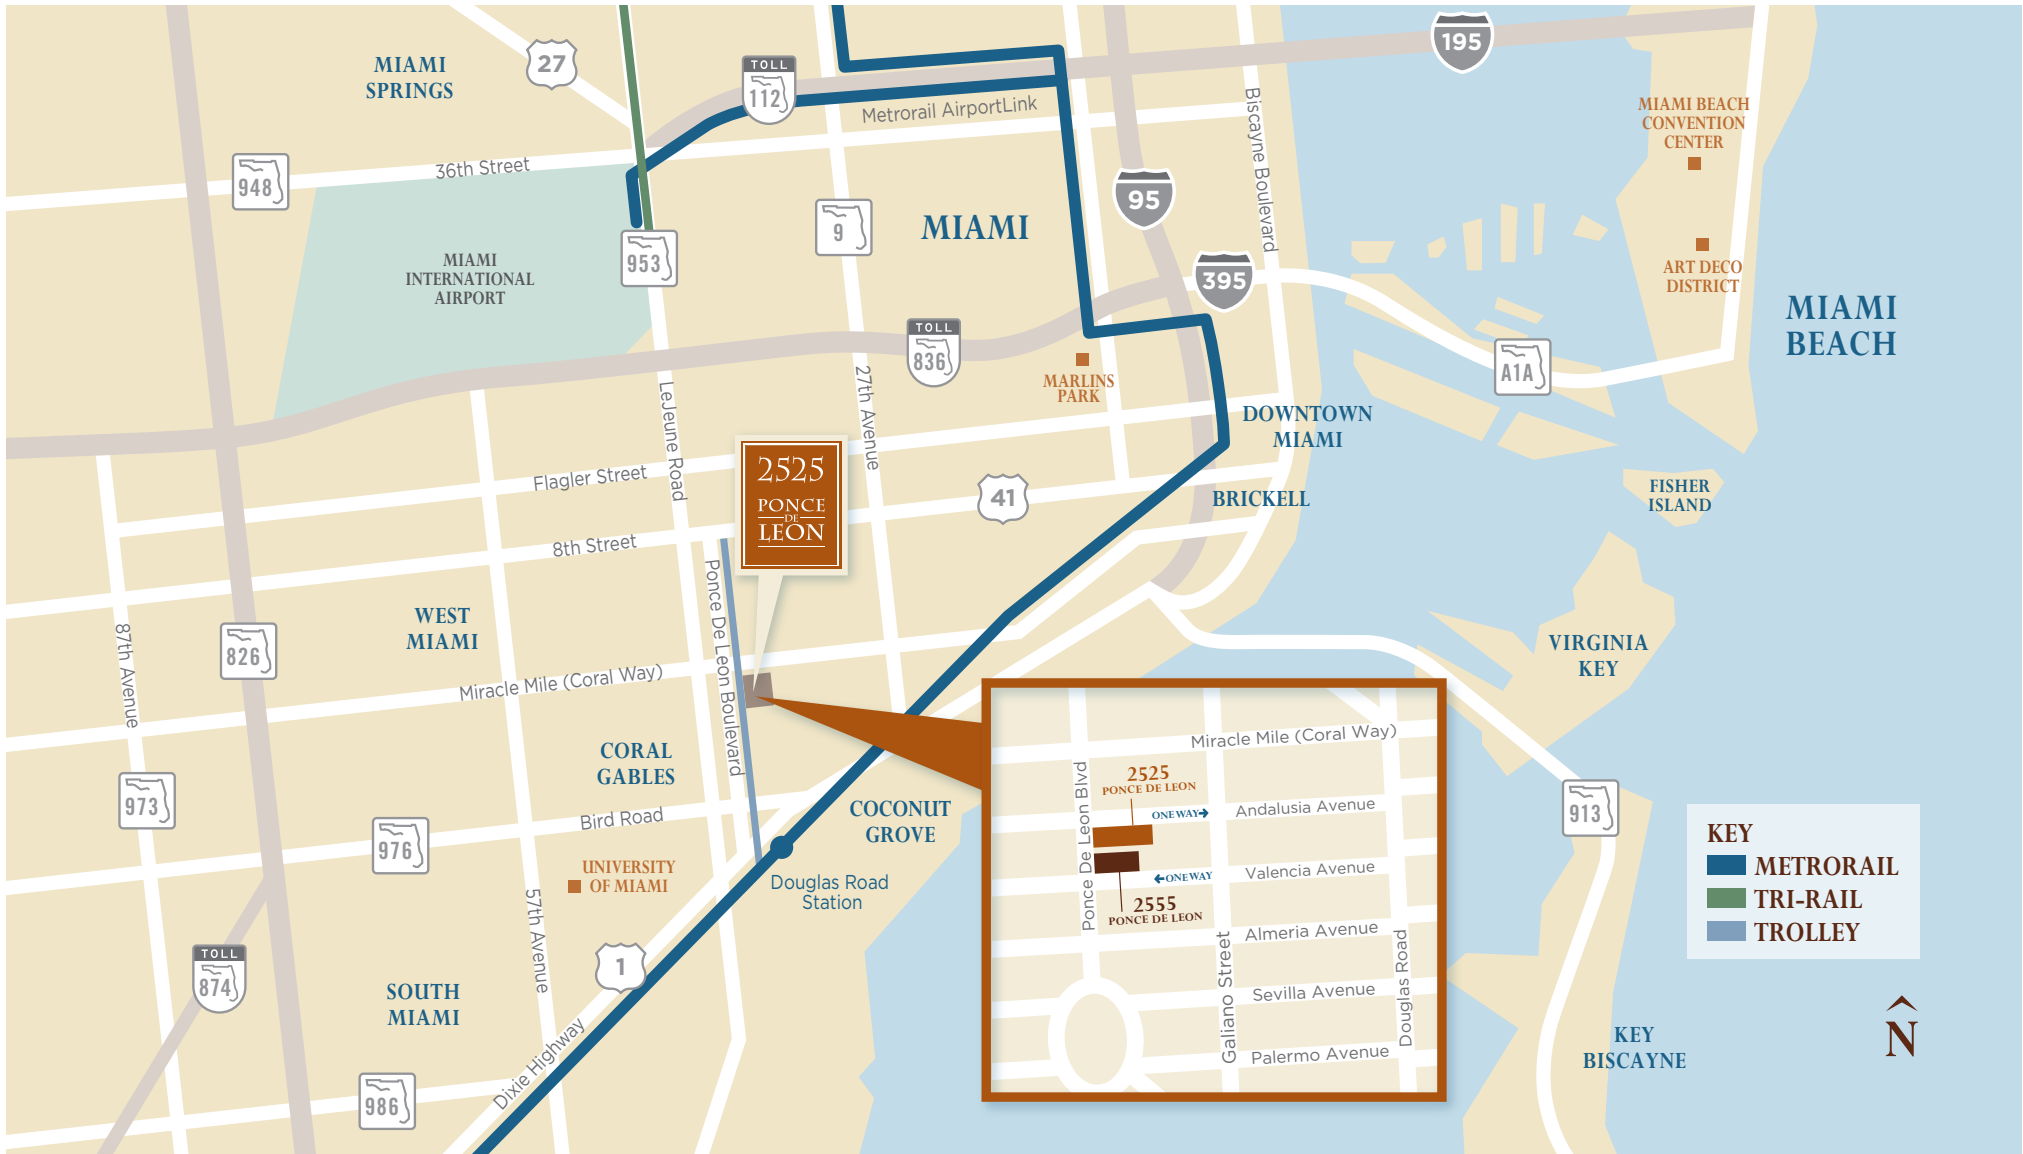 MIAMI
SPRINGS
27
TOLL
112
195
Metrorail AirportLink
Biscayne Boulevard
MIAMI BEACH
CONVENTION
CENTER
948
36th Street
95
MIAMI
9
MIAMI
INTERNATIONAL
AIRPORT
953
395
ART DECO
DISTRICT
MIAMI
BEACH
TOLL
836
A1A
MARLINS
PARK
LeJeune Road
27th Avenue
DOWNTOWN
MIAMI
2525
PONCE
DE
LEON
Flagler Street
41
BRICKELL
FISHER
ISLAND
8th Street
Ponce De Leon Boulevard
WEST
MIAMI
87th Avenue
826
VIRGINIA
KEY
Miracle Mile (Coral Way)
CORAL
GABLES
973
976
Bird Road
COCONUT
GROVE
UNIVERSITY
OF MIAMI
Douglas Road
Station
57th Avenue
TOLL
874
1
SOUTH
MIAMI
Dixie Highway
986
Miracle Mile (Coral Way)
Ponce De Leon Blvd
2525
PONCE DE LEON
ONE WAY
Andalusia Avenue
ONE WAY
Valencia Avenue
2555
PONCE DE LEON
Almeria Avenue
Galiano Street
Douglas Road
Sevilla Avenue
Palermo Avenue
913
KEY
METRORAIL
TRI-RAIL
TROLLEY
KEY
BISCAYNE
N